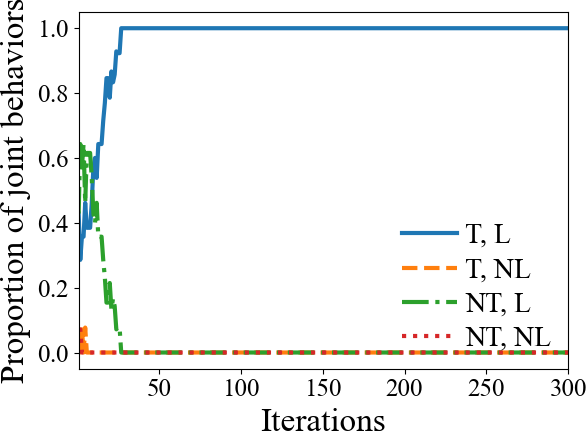 Proportion of joint behaviors
1.0
0.8
0.6
0.4
0.2
0.0
T, L
T, NL
NT, L
NT, NL
50 100 150 200 250 300
Iterations